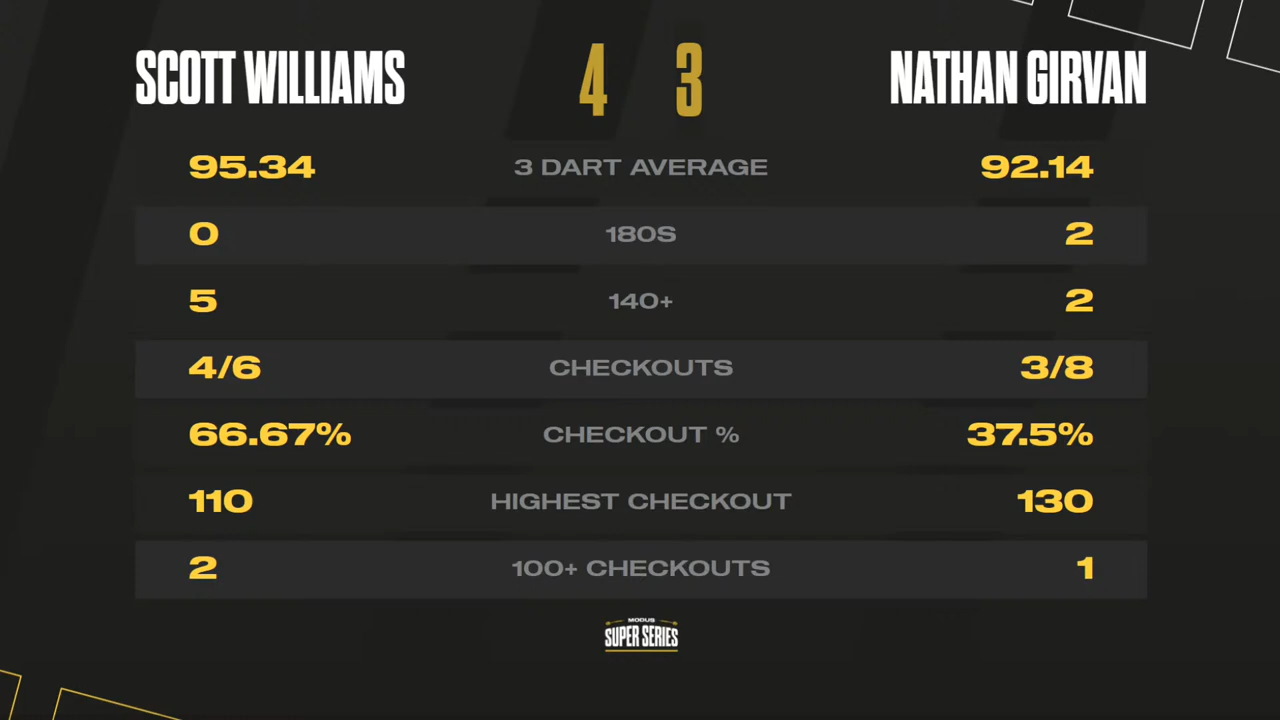 SCOTT WILLIAMS 4 3 NATHAN GIRVAN
95.34 3 DART AVERAGE 92.14
0 180S 2
5 140+ 2
4/6 CHECKOUTS 3/8
66.67% CHECKOUT % 37.5%
110 HIGHEST CHECKOUT 130
2 100+ CHECKOUTS 1
MODUS
SUPER SERIES